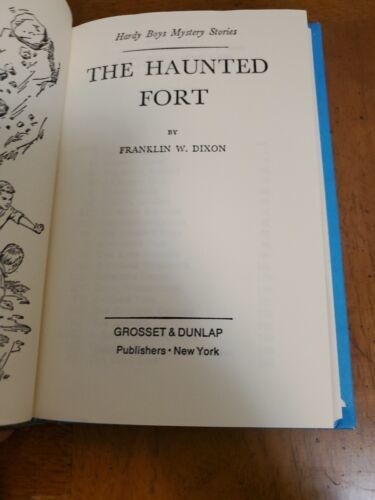 Hardy Boys Mystery Stories
THE HAUNTED
FORT
BY
FRANKLIN W. DIXON
GROSSET & DUNLAP
Publishers • New York